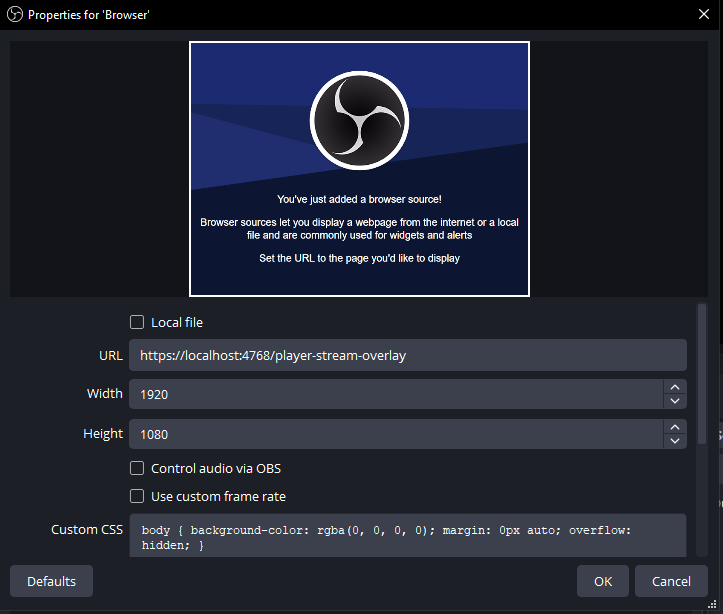 Properties for 'Browser'
You've just added a browser source!
Browser sources let you display a webpage from the internet or a local
file and are commonly used for widgets and alerts
Set the URL to the page you'd like to display
Local file
URL
https://localhost:4768/player-stream-overlay
Width
1920
Height
1080
Control audio via OBS
Use custom frame rate
Custom CSS
body { background-color: rgba(0, 0, 0, 0); margin: 0px auto; overflow:
hidden; }
Defaults
OK
Cancel